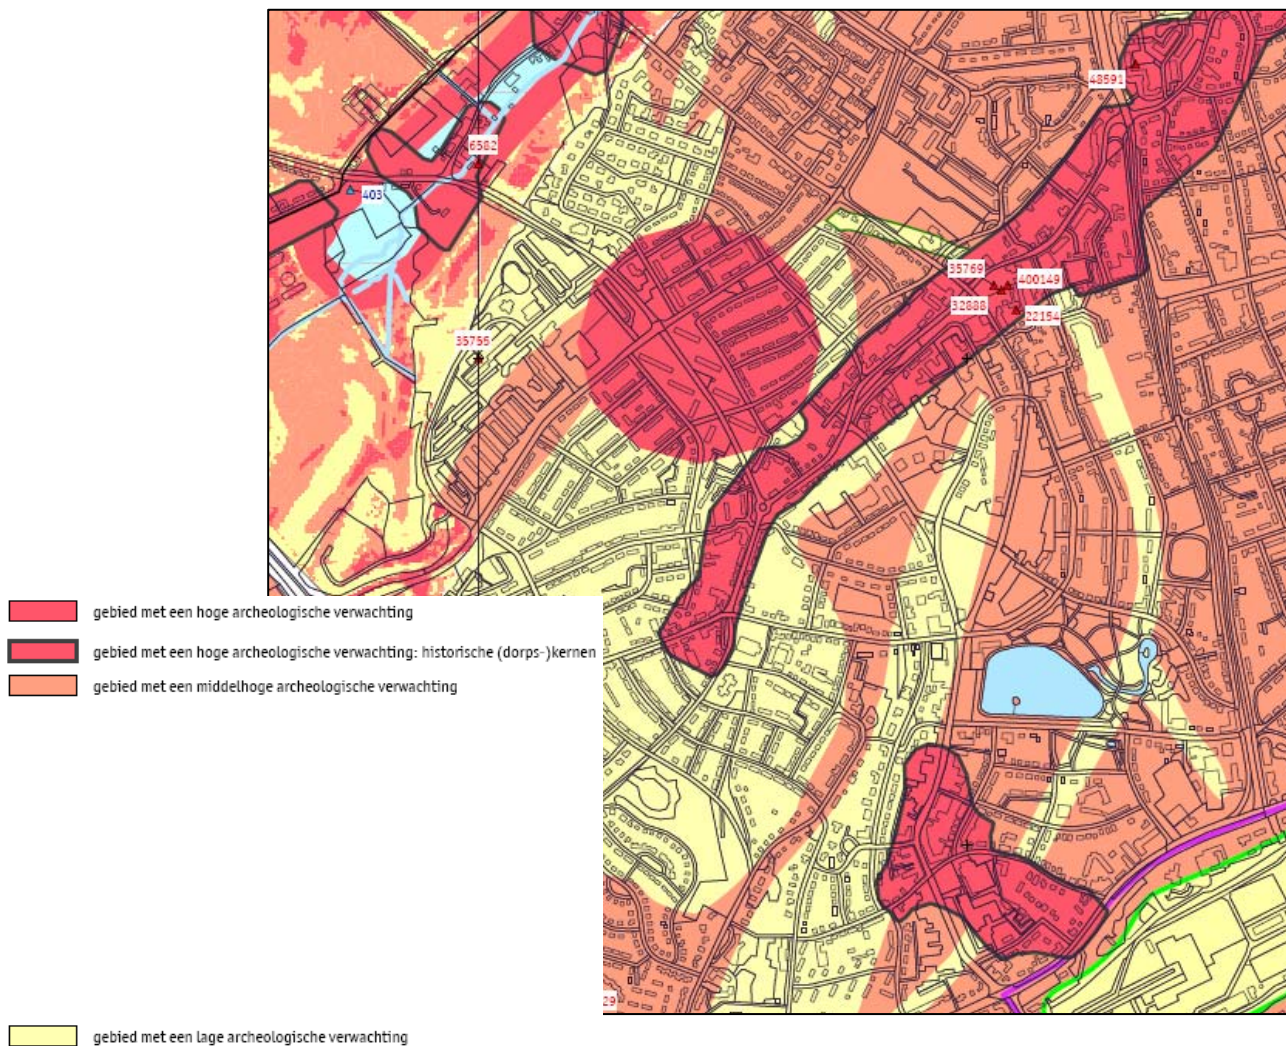 48591
6582
403
35769
400149
32888
22154
35755
gebied met een hoge archeologische verwachting
gebied met een hoge archeologische verwachting: historische (dorps-)kernen
gebied met een middelhoge archeologische verwachting
29
gebied met een lage archeologische verwachting